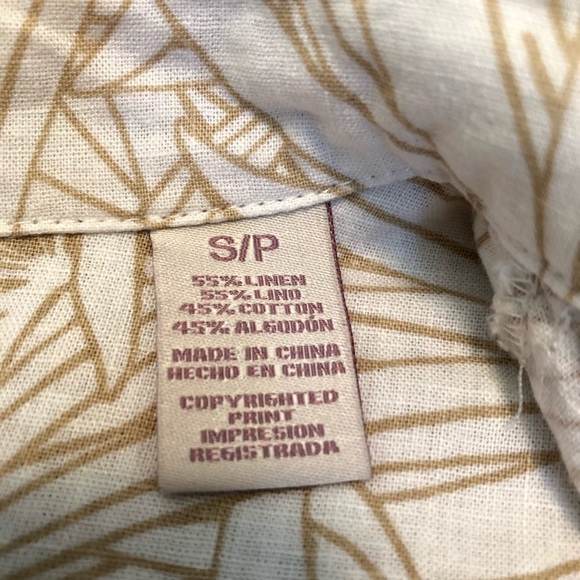 S/P
55% LINEN
55% LINO
45% COTTON
45% ALGODÓN
MADE IN CHINA
HECHO EN CHINA
COPYRIGHTED
PRINT
IMPRESION
REGISTRADA